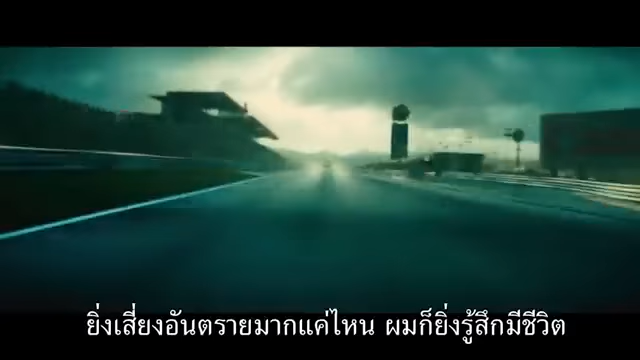 ยิ่งเสี่ยงอันตรายมากแค่ไหน ผมก็ยิ่งรู้สึกมีชีวิต